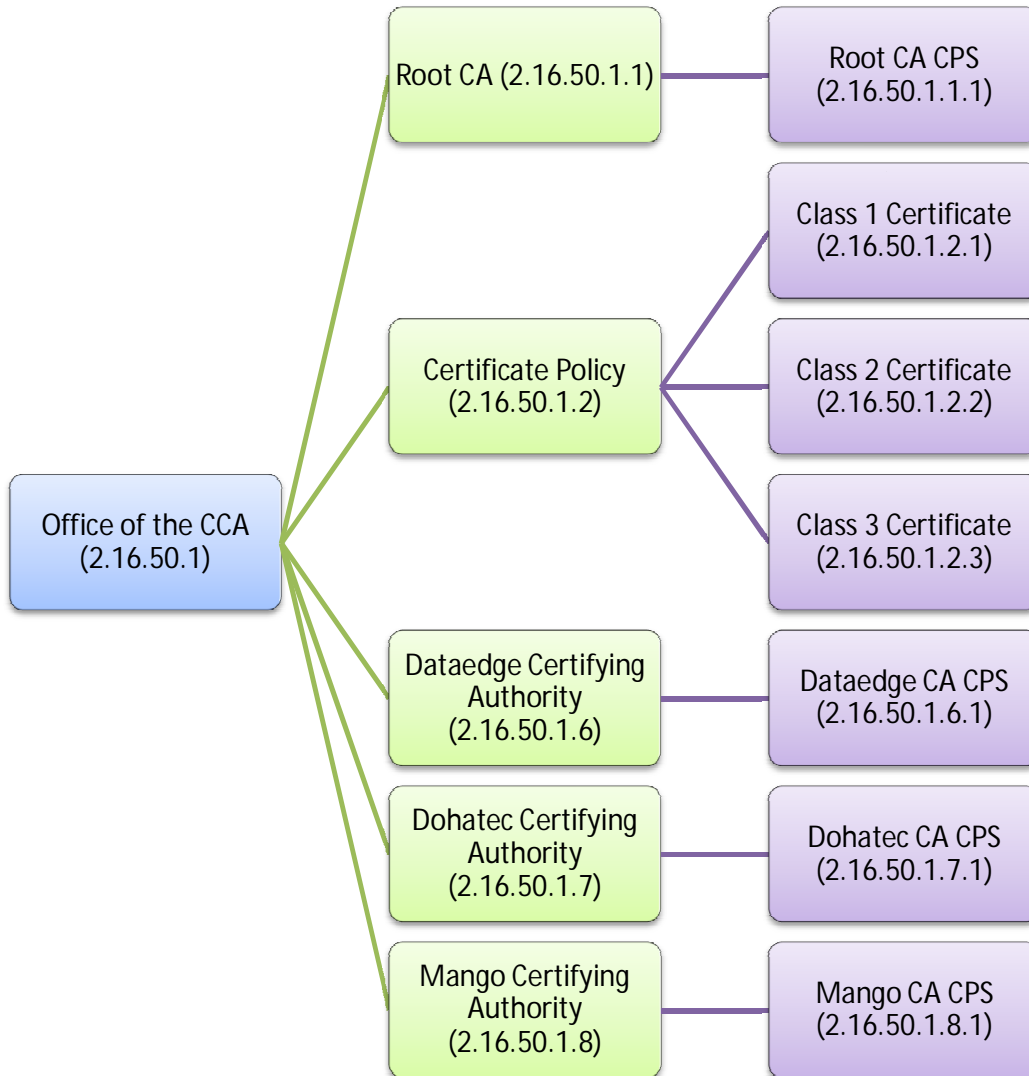 Office of the CCA
(2.16.50.1)
Root CA (2.16.50.1.1)
Root CA CPS
(2.16.50.1.1.1)
Certificate Policy
(2.16.50.1.2)
Class 1 Certificate
(2.16.50.1.2.1)
Class 2 Certificate
(2.16.50.1.2.2)
Class 3 Certificate
(2.16.50.1.2.3)
Dataedge Certifying
Authority
(2.16.50.1.6)
Dataedge CA CPS
(2.16.50.1.6.1)
Dohatec Certifying
Authority
(2.16.50.1.7)
Dohatec CA CPS
(2.16.50.1.7.1)
Mango Certifying
Authority
(2.16.50.1.8)
Mango CA CPS
(2.16.50.1.8.1)